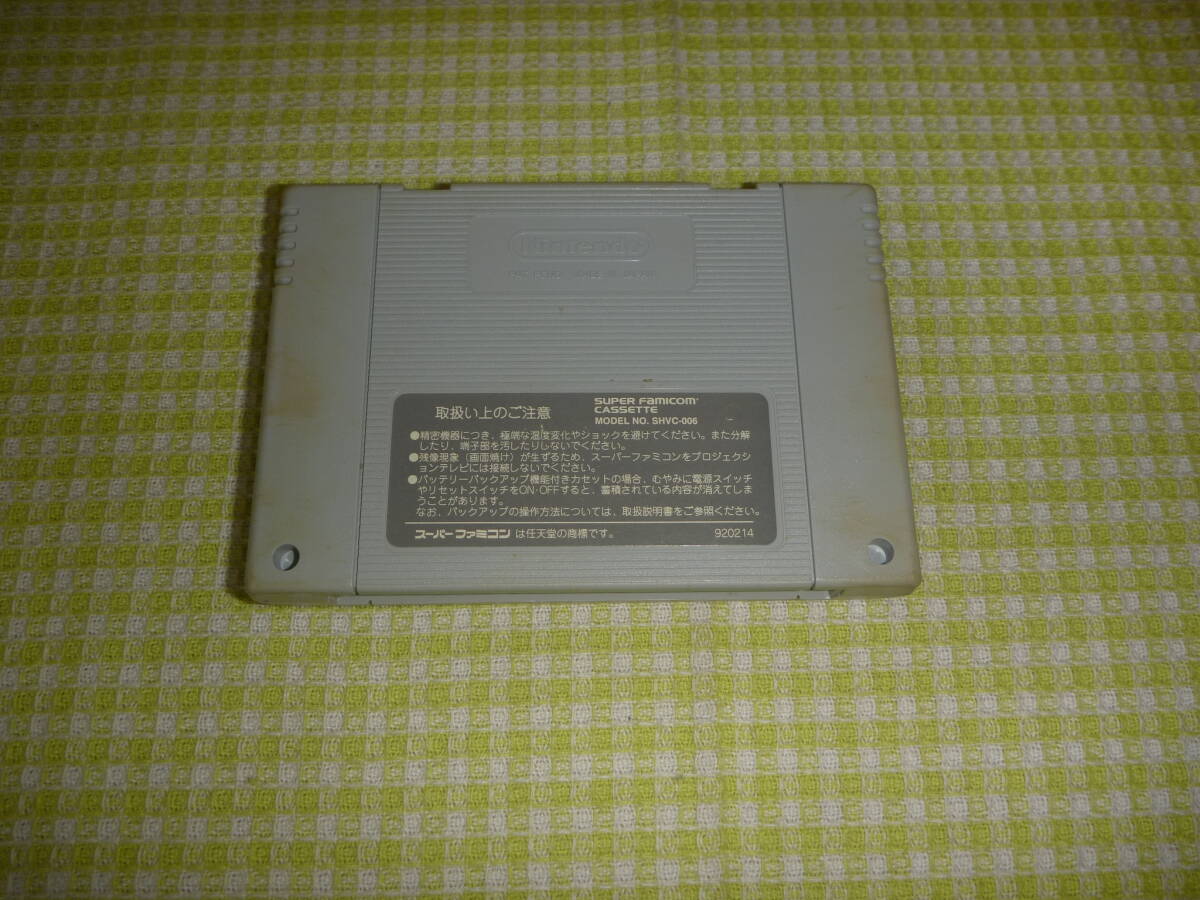 Nintendo
取扱い上のご注意
SUPER FAMICOM
CASSETTE
MODEL NO. SHVC-006
●精密機器につき、極端な温度変化やショックを避けてください。また分解
したり、端子部を汚したりしないでください。
●残像現象(画面焼け)が生ずるため、スーパーファミコンをプロジェクシ
ョンテレビには接続しないでください。
●バッテリーバックアップ機能付きカセットの場合、むやみに電源スイッチ
やリセットスイッチをON・OFFすると、蓄積されている内容が消えてしま
うことがあります。
なお、バックアップの操作方法については、取扱説明書をご参照ください。
スーパーファミコン は任天堂の商標です。 920214